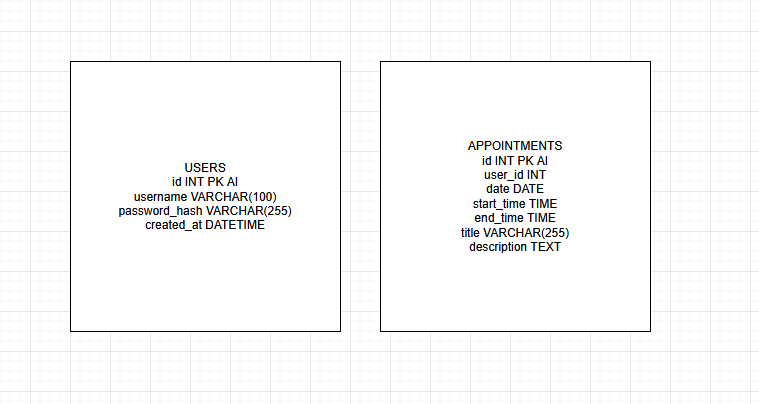 USERS
id INT PK AI
username VARCHAR(100)
password_hash VARCHAR(255)
created_at DATETIME
APPOINTMENTS
id INT PK AI
user_id INT
date DATE
start_time TIME
end_time TIME
title VARCHAR(255)
description TEXT